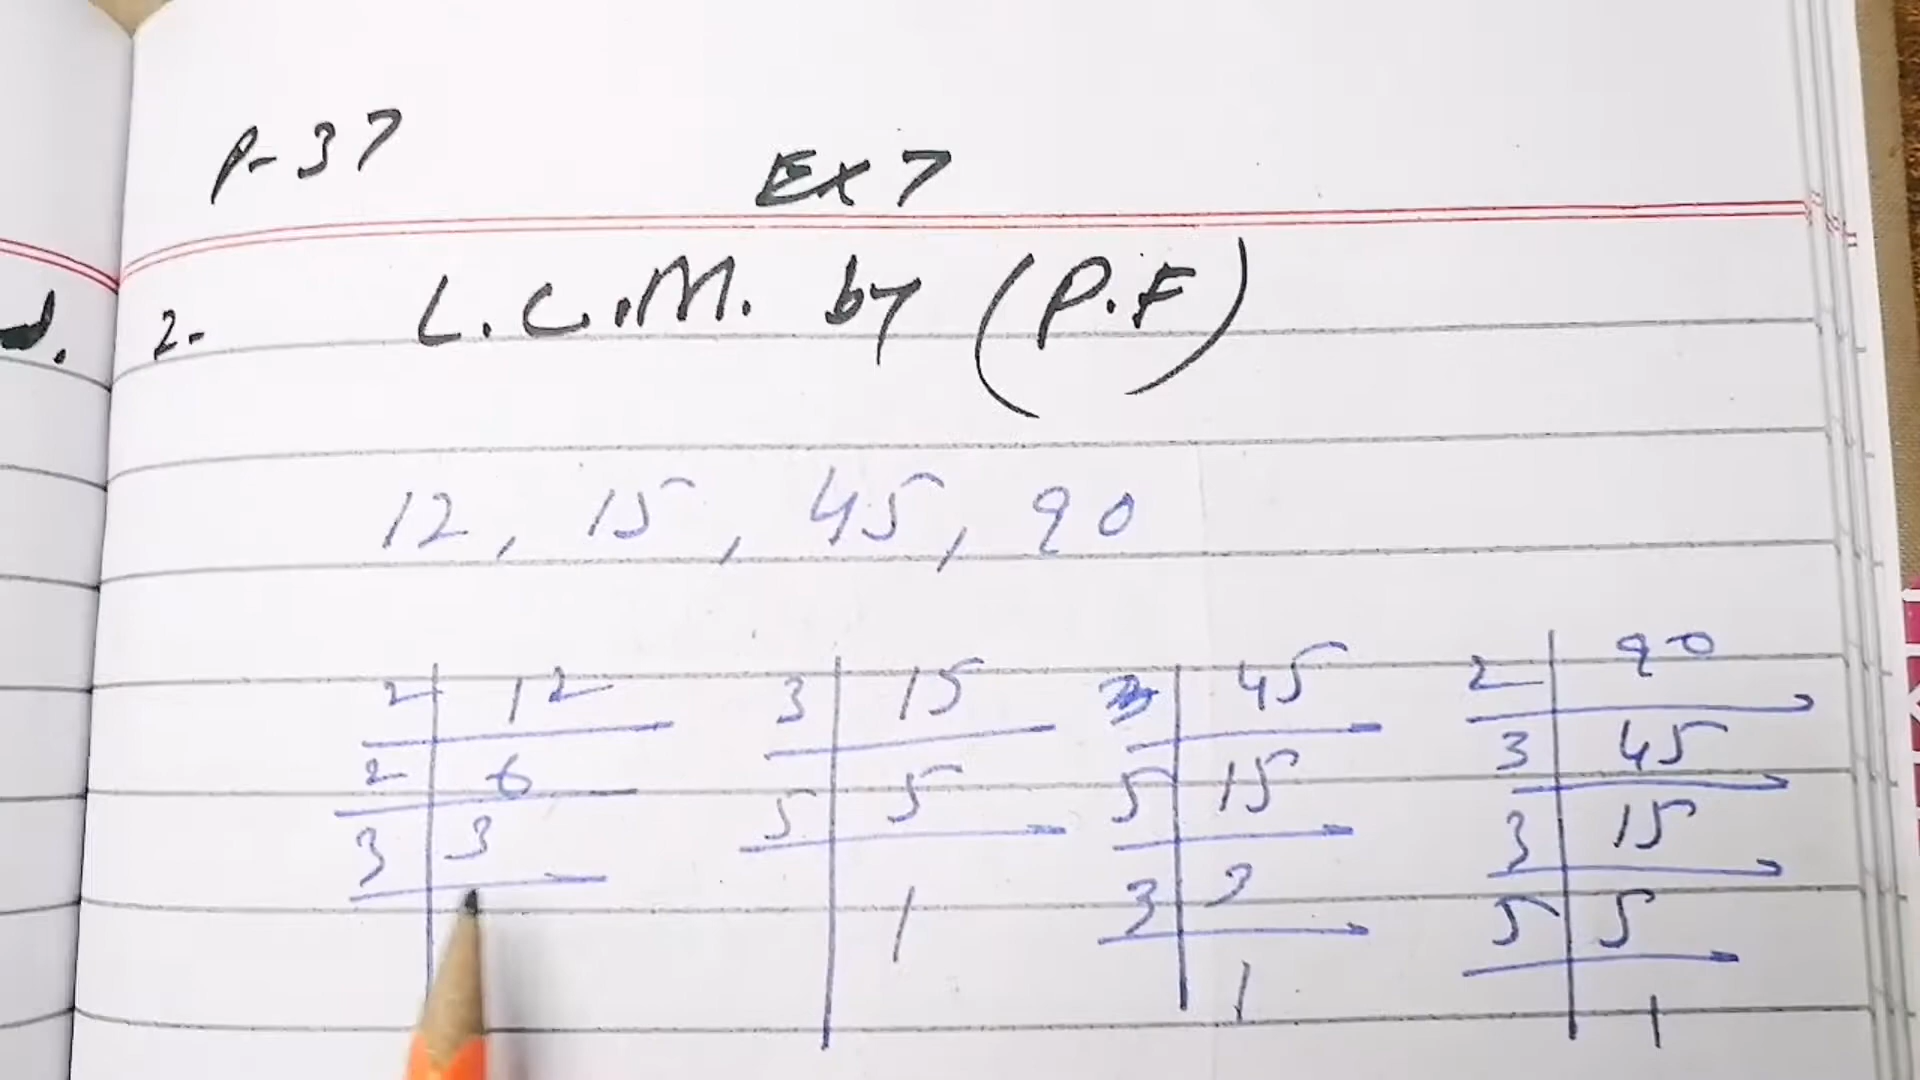 P-37 Ex 7
d. 2- L.C.M. by (P.F)
12, 15, 45, 90
2 12 3 15 3 45 2 90
2 6 5 5 5 15 3 45
3 3 1 3 3 3 15
1 5 5
1